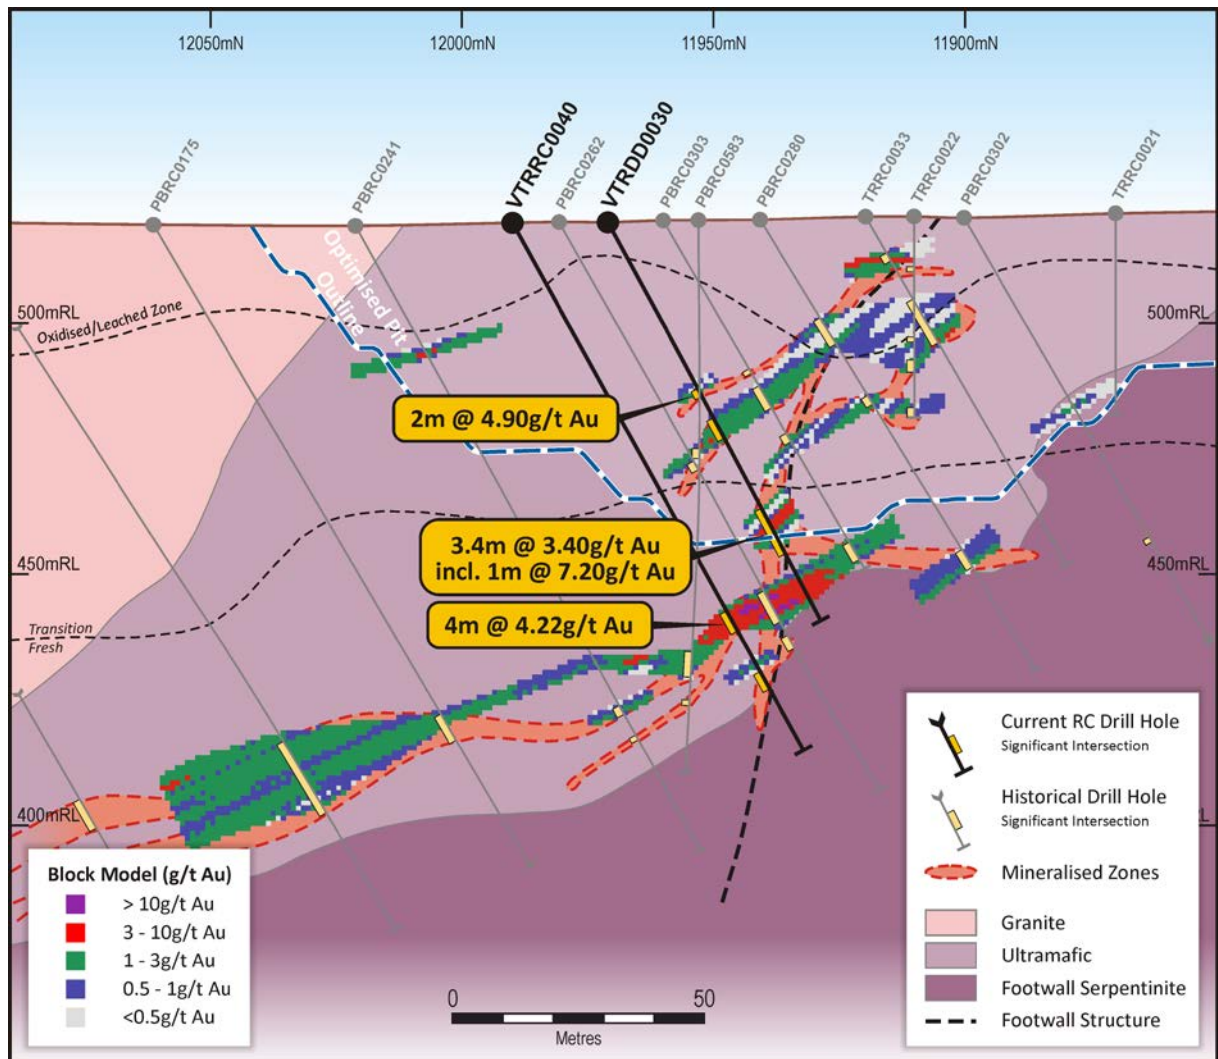 12050mN
12000mN
11950mN
11900mN
PBRC0175
PBRC0241
VTRRC0040
PBRC0262
VTRDD0030
PBRC0303
PBRC0583
PBRC0280
TRRC0033
TRRC0022
PBRC0302
TRRC0021
Optimised Pit
Outline
500mRL
Oxidised/Leached Zone
500mRL
2m @ 4.90g/t Au
3.4m @ 3.40g/t Au
incl. 1m @ 7.20g/t Au
450mRL
450mRL
4m @ 4.22g/t Au
Transition
Fresh
400mRL
RL
Block Model (g/t Au)
> 10g/t Au
3 - 10g/t Au
1 - 3g/t Au
0.5 - 1g/t Au
<0.5g/t Au
0
50
Metres
Current RC Drill Hole
Significant Intersection
Historical Drill Hole
Significant Intersection
Mineralised Zones
Granite
Ultramafic
Footwall Serpentinite
Footwall Structure